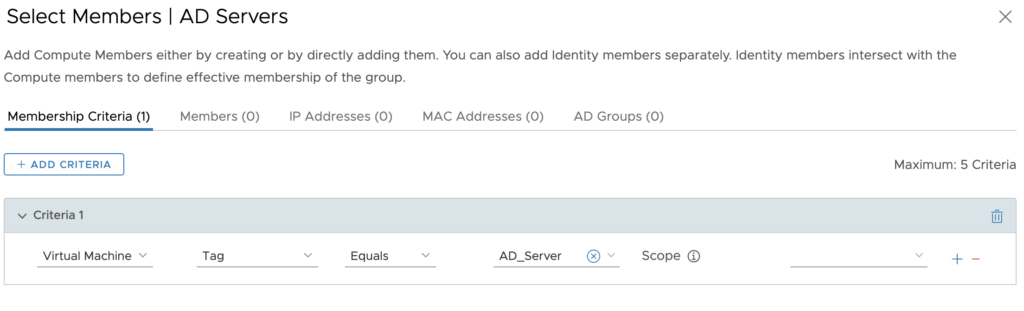 Select Members | AD Servers
Add Compute Members either by creating or by directly adding them. You can also add Identity members separately. Identity members intersect with the
Compute members to define effective membership of the group.
Membership Criteria (1) Members (0) IP Addresses (0) MAC Addresses (0) AD Groups (0)
+ ADD CRITERIA Maximum: 5 Criteria
Criteria 1
Virtual Machine Tag Equals AD_Server Scope